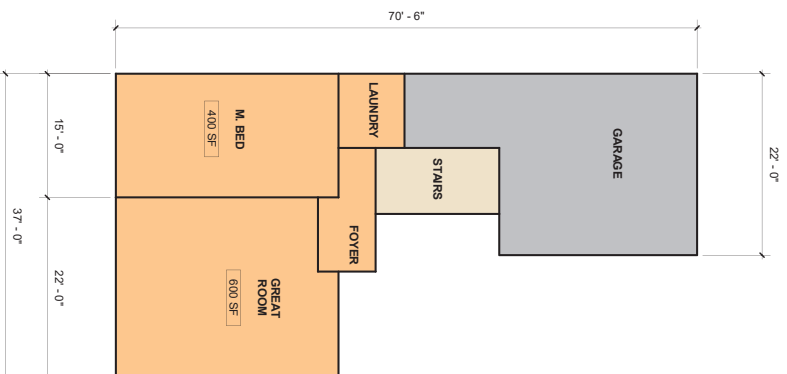 70' - 6"
LAUNDRY
M. BED
400 SF
15' - 0"
GARAGE
22' - 0"
STAIRS
37' - 0"
FOYER
22' - 0"
GREAT
ROOM
600 SF